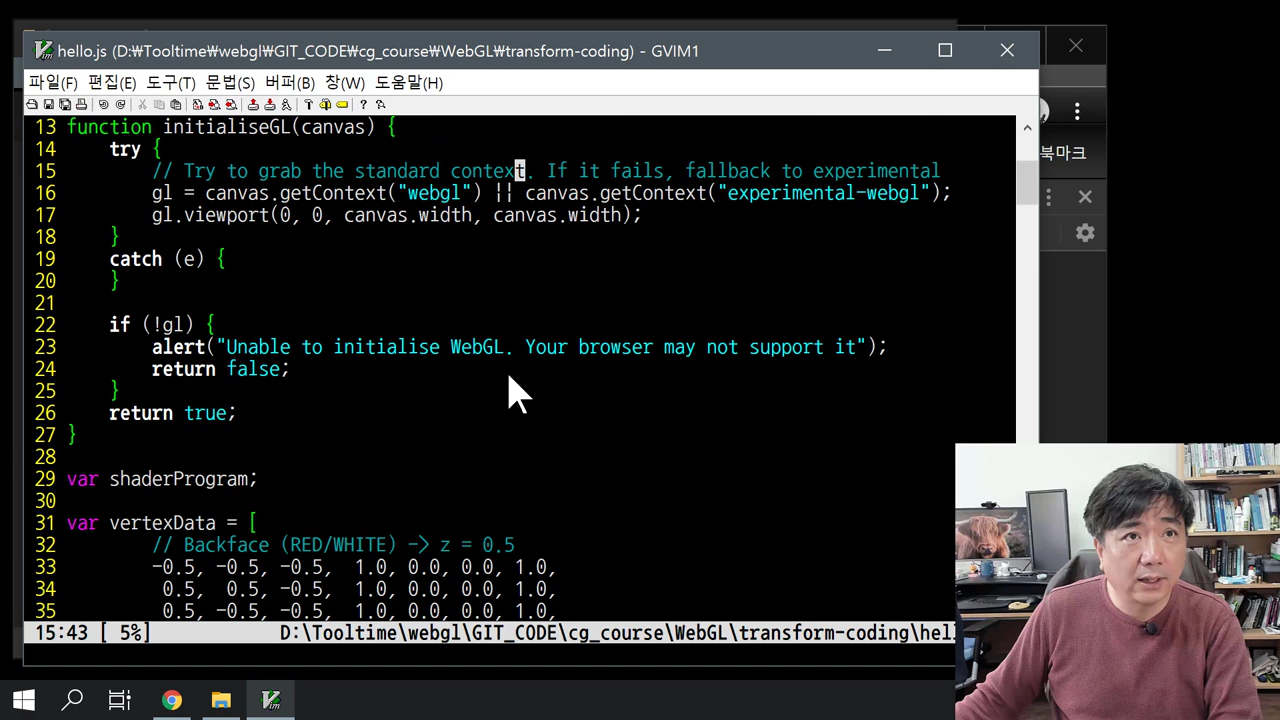 hello.js (D:₩Tooltime₩webgl₩GIT_CODE₩cg_course₩WebGL₩transform-coding) - GVIM1
파일(F) 편집(E) 도구(T) 문법(S) 버퍼(B) 창(W) 도움말(H)
북마크
13 function initialiseGL(canvas) {
14 try {
15 // Try to grab the standard context. If it fails, fallback to experimental
16 gl = canvas.getContext("webgl") || canvas.getContext("experimental-webgl");
17 gl.viewport(0, 0, canvas.width, canvas.width);
18 }
19 catch (e) {
20 }
21
22 if (!gl) {
23 alert("Unable to initialise WebGL. Your browser may not support it");
24 return false;
25 }
26 return true;
27 }
28
29 var shaderProgram;
30
31 var vertexData = [
32 // Backface (RED/WHITE) -> z = 0.5
33 -0.5, -0.5, -0.5, 1.0, 0.0, 0.0, 1.0,
34 0.5, 0.5, -0.5, 1.0, 0.0, 0.0, 1.0,
35 0.5, -0.5, -0.5, 1.0, 0.0, 0.0, 1.0,
15:43 [ 5%] D:\Tooltime\webgl\GIT_CODE\cg_course\WebGL\transform-coding\hel